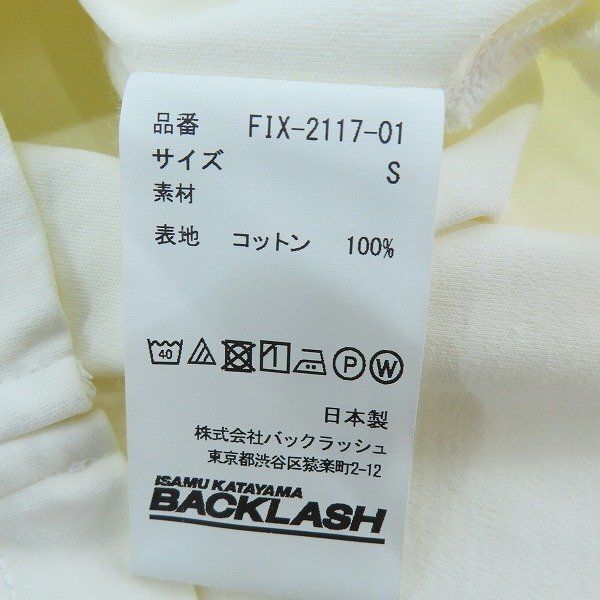 品番 FIX-2117-01
サイズ S
素材
表地 コットン 100%
40 P W
日本製
株式会社バックラッシュ
東京都渋谷区猿楽町2-12
ISAMU KATAYAMA
BACKLASH